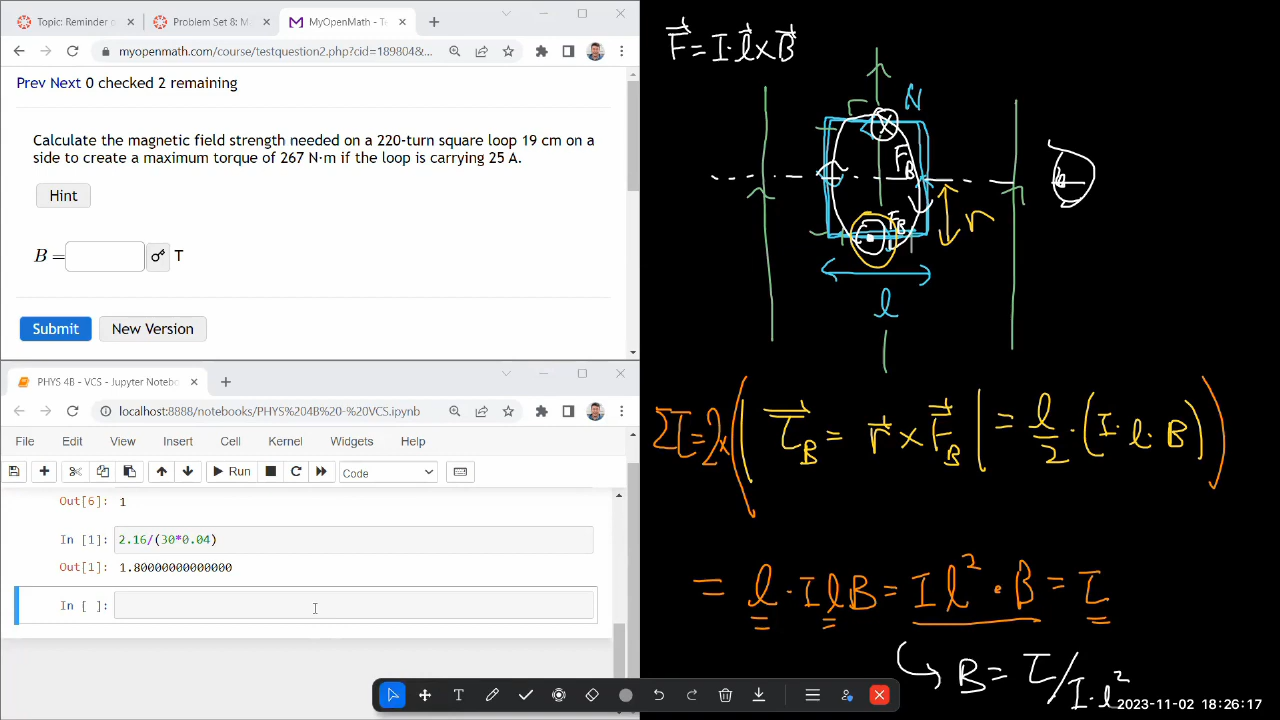 Topic: Reminder o
Problem Set 8: M
MyOpenMath - Te
myopenmath.com/course/testquestion2.php?cid=189804&...
Prev Next 0 checked 2 remaining
Calculate the magnetic field strength needed on a 220-turn square loop 19 cm on a
side to create a maximum torque of 267 N·m if the loop is carrying 25 A.
Hint
B = T
Submit New Version
PHYS 4B - VCS - Jupyter Notebo
localhost:8888/notebooks/PHYS%204B%20-%20VCS.ipynb
File Edit View Insert Cell Kernel Widgets Help
Run Code
Out[6]: 1
In [1]: 2.16/(30*0.04)
Out[1]: 1.80000000000000
In [ ]:
F⃗ = I·l⃗×B⃗
N
r
F_B
F_B
r
l
Στ=2×(|τ⃗_B = r⃗ × F⃗_B| = l/2·(I·l·B))
= l·IlB = Il²·B = τ
↪ B = τ/I·l²
2023-11-02 18:26:17